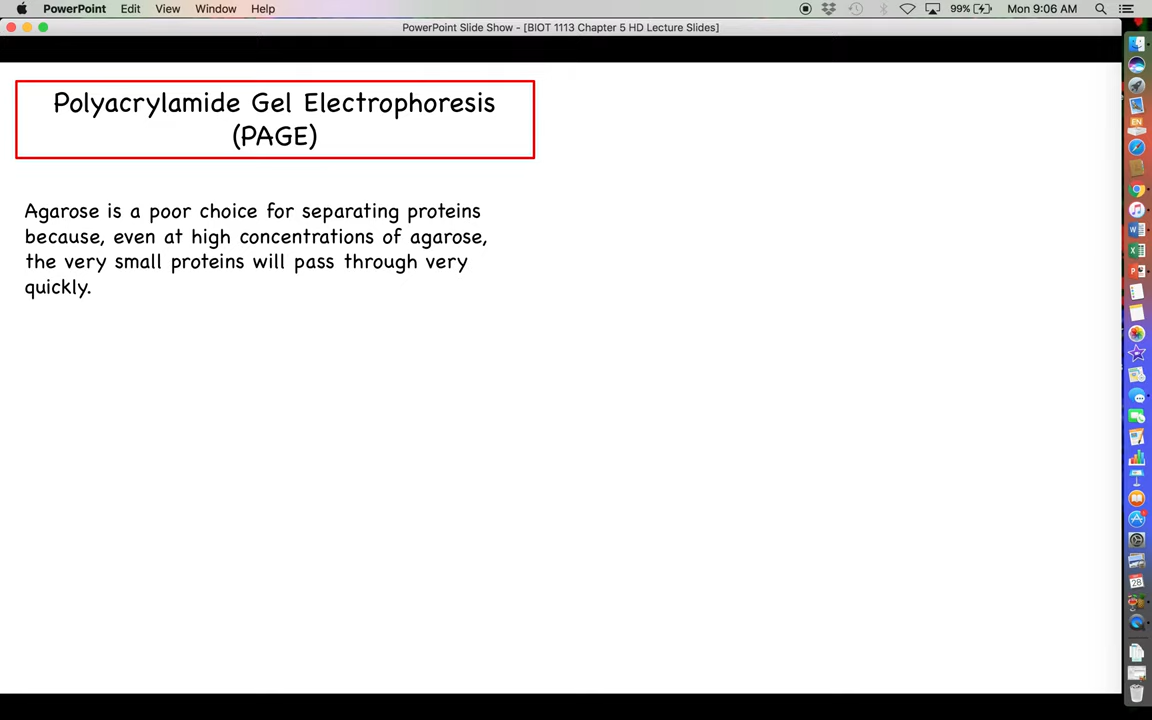 PowerPoint Edit View Window Help 99% Mon 9:06 AM
PowerPoint Slide Show - [BIOT 1113 Chapter 5 HD Lecture Slides]
Polyacrylamide Gel Electrophoresis
(PAGE)
Agarose is a poor choice for separating proteins
because, even at high concentrations of agarose,
the very small proteins will pass through very
quickly.
EN
28